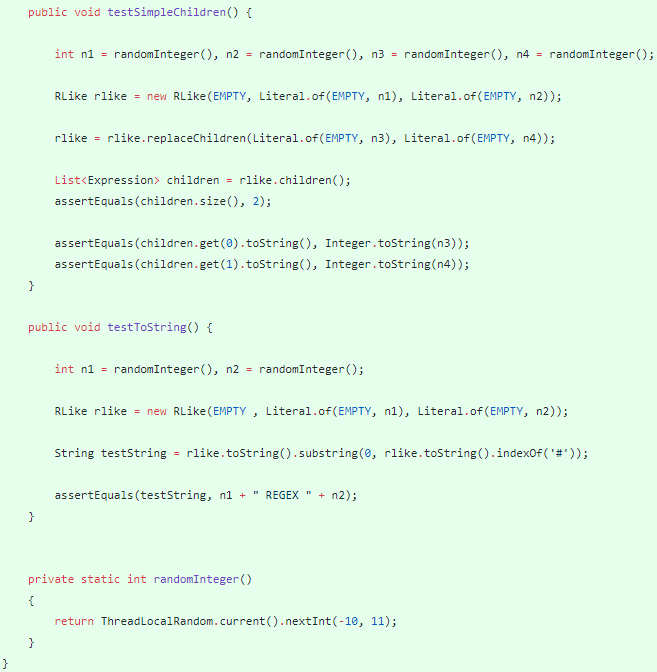 public void testSimpleChildren() {
int n1 = randomInteger(), n2 = randomInteger(), n3 = randomInteger(), n4 = randomInteger();
RLike rlike = new RLike(EMPTY, Literal.of(EMPTY, n1), Literal.of(EMPTY, n2));
rlike = rlike.replaceChildren(Literal.of(EMPTY, n3), Literal.of(EMPTY, n4));
List<Expression> children = rlike.children();
assertEquals(children.size(), 2);
assertEquals(children.get(0).toString(), Integer.toString(n3));
assertEquals(children.get(1).toString(), Integer.toString(n4));
}
public void testToString() {
int n1 = randomInteger(), n2 = randomInteger();
RLike rlike = new RLike(EMPTY , Literal.of(EMPTY, n1), Literal.of(EMPTY, n2));
String testString = rlike.toString().substring(0, rlike.toString().indexOf('#'));
assertEquals(testString, n1 + " REGEX " + n2);
}
private static int randomInteger()
{
return ThreadLocalRandom.current().nextInt(-10, 11);
}
}